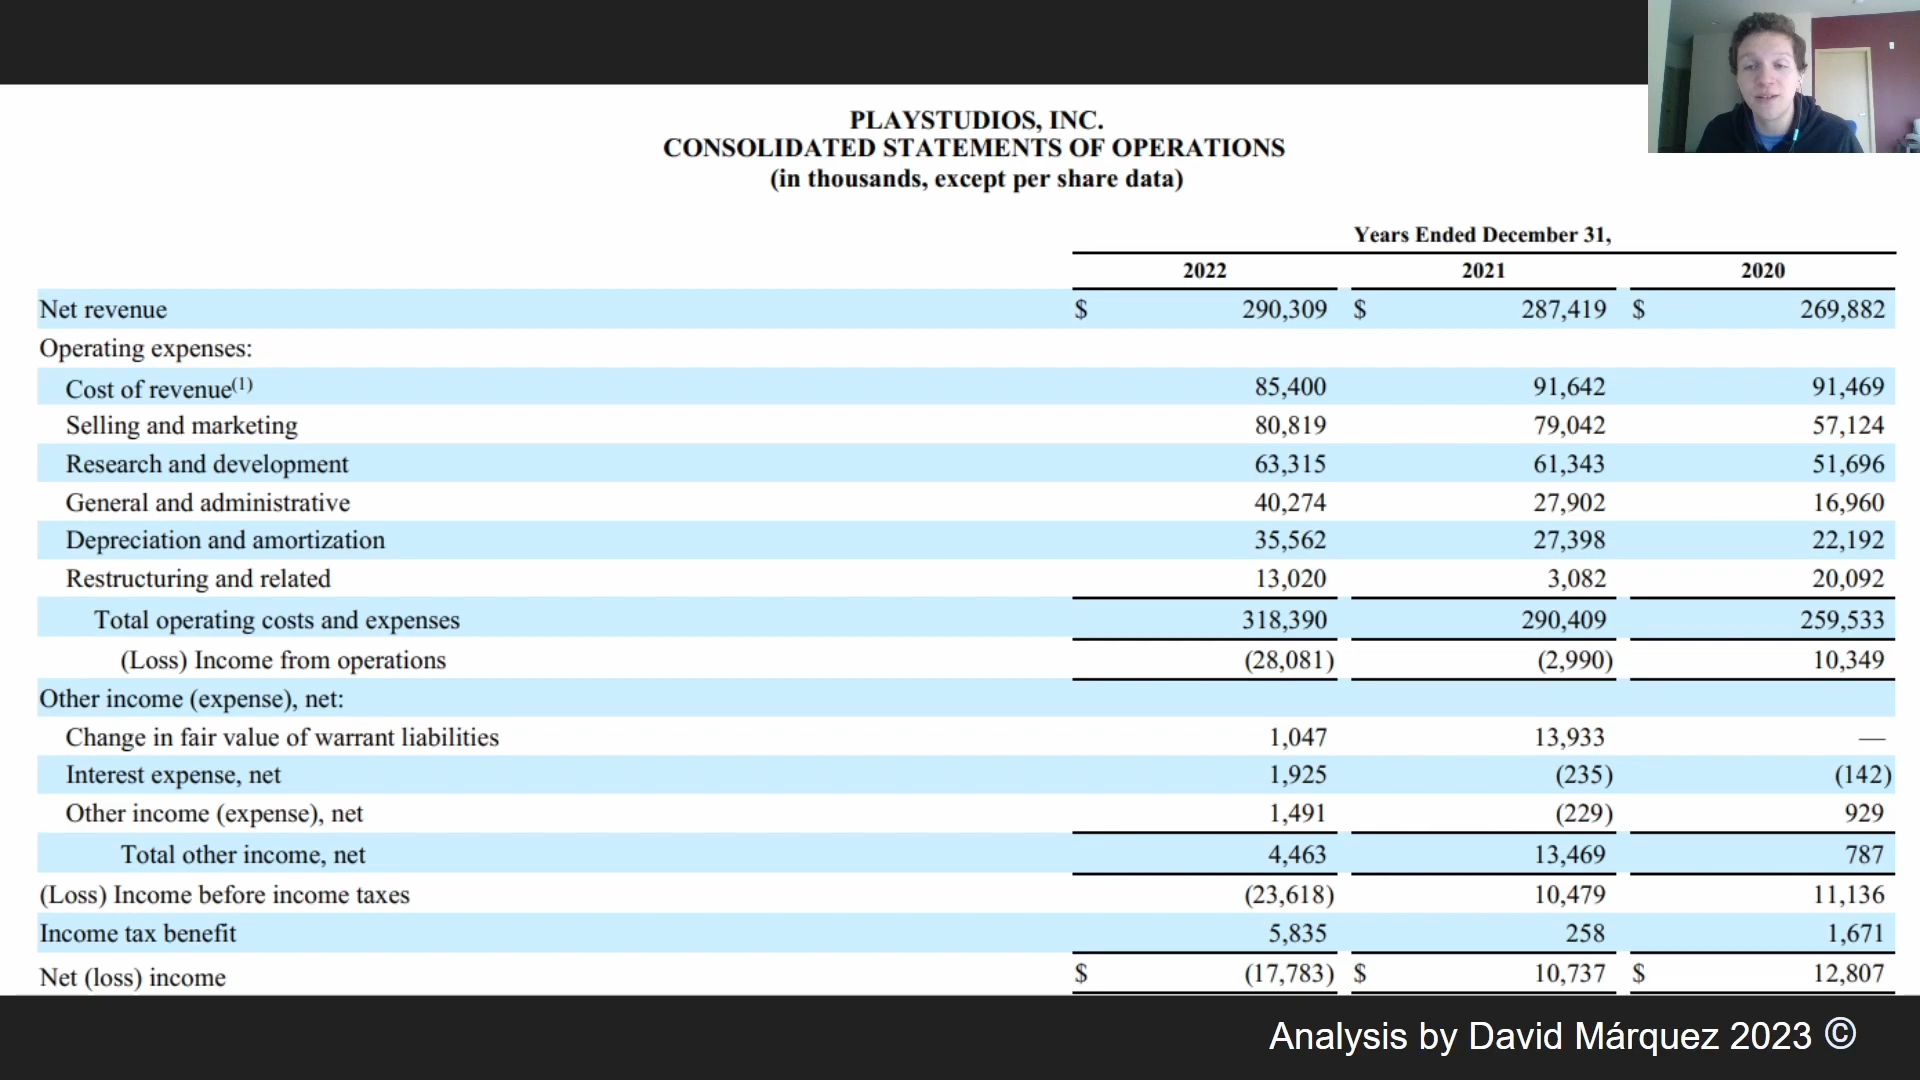 PLAYSTUDIOS, INC.
CONSOLIDATED STATEMENTS OF OPERATIONS
(in thousands, except per share data)
Years Ended December 31,
2022 2021 2020
Net revenue $ 290,309 $ 287,419 $ 269,882
Operating expenses:
Cost of revenue(1) 85,400 91,642 91,469
Selling and marketing 80,819 79,042 57,124
Research and development 63,315 61,343 51,696
General and administrative 40,274 27,902 16,960
Depreciation and amortization 35,562 27,398 22,192
Restructuring and related 13,020 3,082 20,092
Total operating costs and expenses 318,390 290,409 259,533
(Loss) Income from operations (28,081) (2,990) 10,349
Other income (expense), net:
Change in fair value of warrant liabilities 1,047 13,933 —
Interest expense, net 1,925 (235) (142)
Other income (expense), net 1,491 (229) 929
Total other income, net 4,463 13,469 787
(Loss) Income before income taxes (23,618) 10,479 11,136
Income tax benefit 5,835 258 1,671
Net (loss) income $ (17,783) $ 10,737 $ 12,807
Analysis by David Márquez 2023 ©